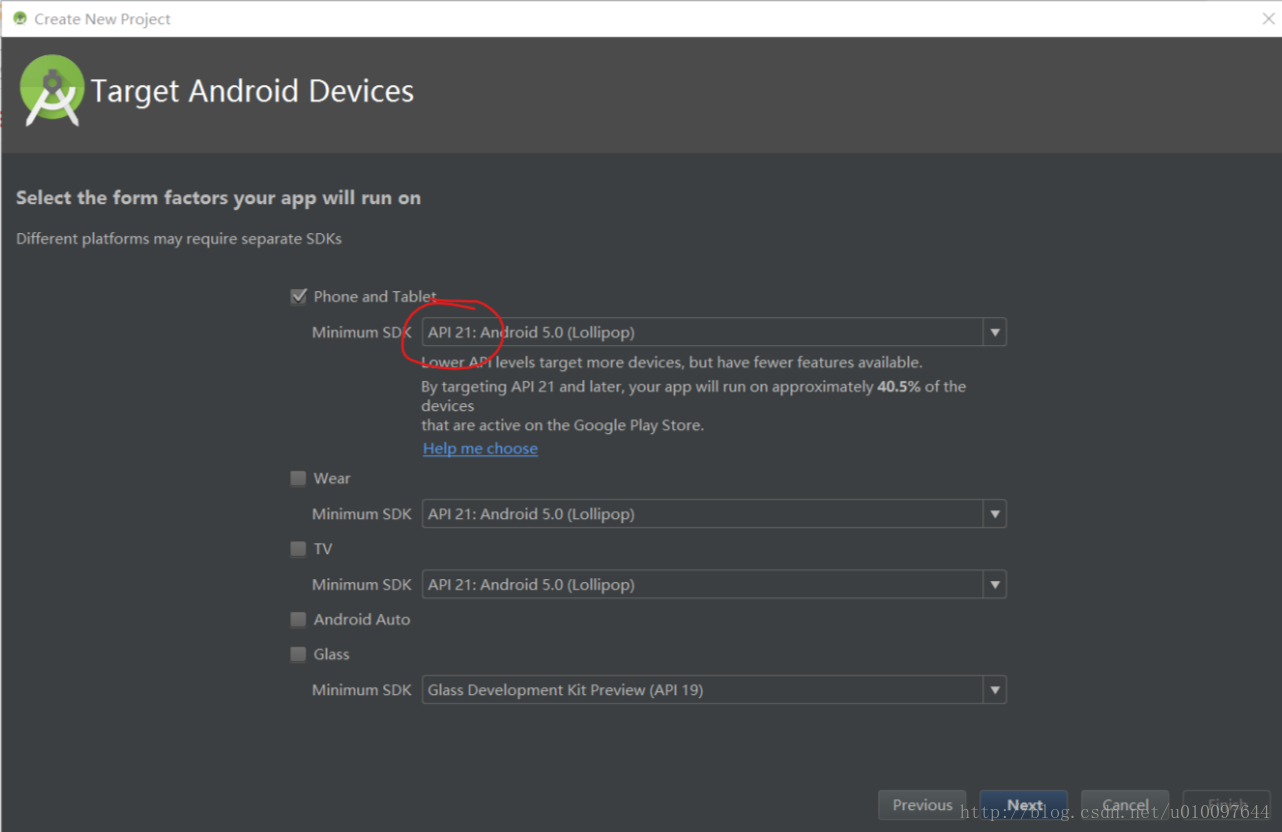 Create New Project
Target Android Devices
Select the form factors your app will run on
Different platforms may require separate SDKs
Phone and Tablet
Minimum SDK API 21: Android 5.0 (Lollipop)
Lower API levels target more devices, but have fewer features available.
By targeting API 21 and later, your app will run on approximately 40.5% of the
devices
that are active on the Google Play Store.
Help me choose
Wear
Minimum SDK API 21: Android 5.0 (Lollipop)
TV
Minimum SDK API 21: Android 5.0 (Lollipop)
Android Auto
Glass
Minimum SDK Glass Development Kit Preview (API 19)
Previous Next Cancel Finish
http://blog.csdn.net/u010097644